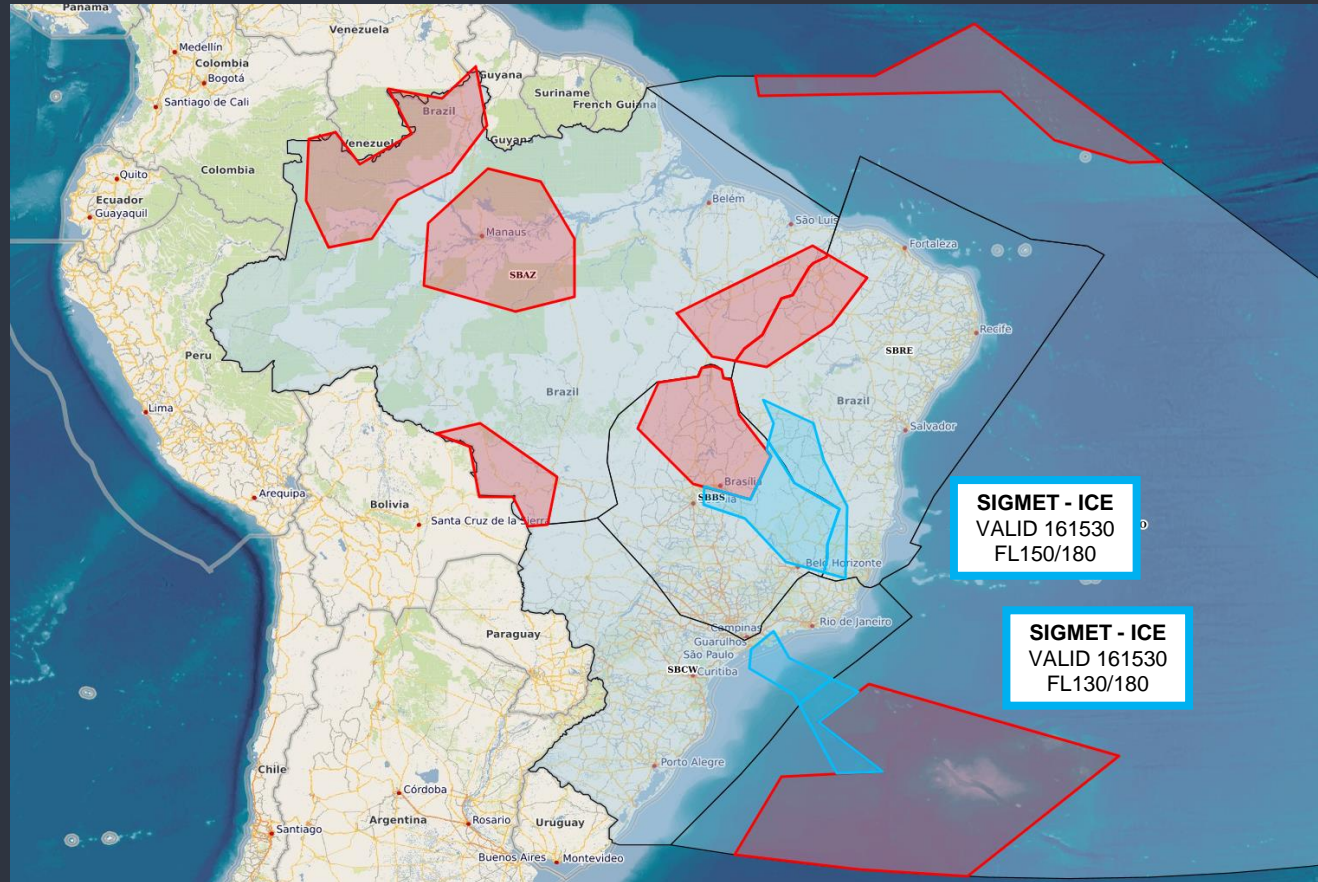 Panama
Venezuela
Medellín
Colombia
Bogotá
Guyana
Suriname
French Guiana
Santiago de Cali
Brazil
Venezuela
Guyana
Colombia
Quito
Ecuador
Guayaquil
Belém
São Luis
Manaus
Fortaleza
SBAZ
Recife
Peru
SBRE
Brazil
Brazil
Lima
Salvador
Brasília
Arequipa
Bolivia
SBBS
Santa Cruz de la Sierra
SIGMET - ICE
VALID 161530
FL150/180
O
Belo Horizonte
Paraguay
Campinas
Rio de Janeiro
Guarulhos
São Paulo
SBCW
Curitiba
SIGMET - ICE
VALID 161530
FL130/180
Chile
Porto Alegre
Córdoba
Santiago
Argentina
Rosario
Uruguay
Buenos Aires
Montevideo